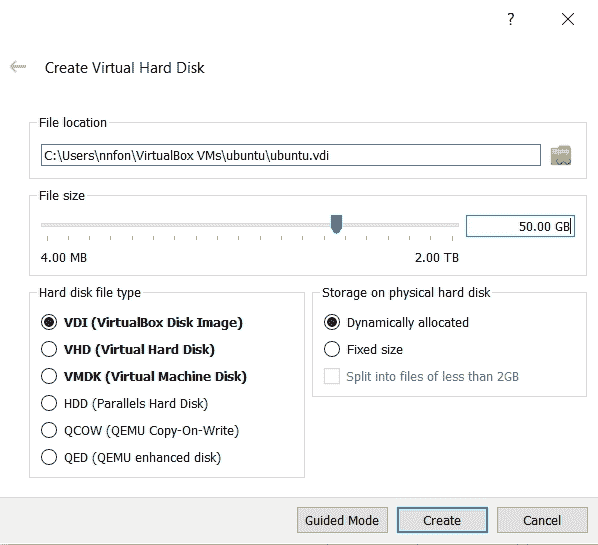 ?
Create Virtual Hard Disk
File location
C:\Users\nnfon\VirtualBox VMs\ubuntu\ubuntu.vdi
File size
50.00 GB
4.00 MB 2.00 TB
Hard disk file type
VDI (VirtualBox Disk Image)
VHD (Virtual Hard Disk)
VMDK (Virtual Machine Disk)
HDD (Parallels Hard Disk)
QCOW (QEMU Copy-On-Write)
QED (QEMU enhanced disk)
Storage on physical hard disk
Dynamically allocated
Fixed size
Split into files of less than 2GB
Guided Mode Create Cancel